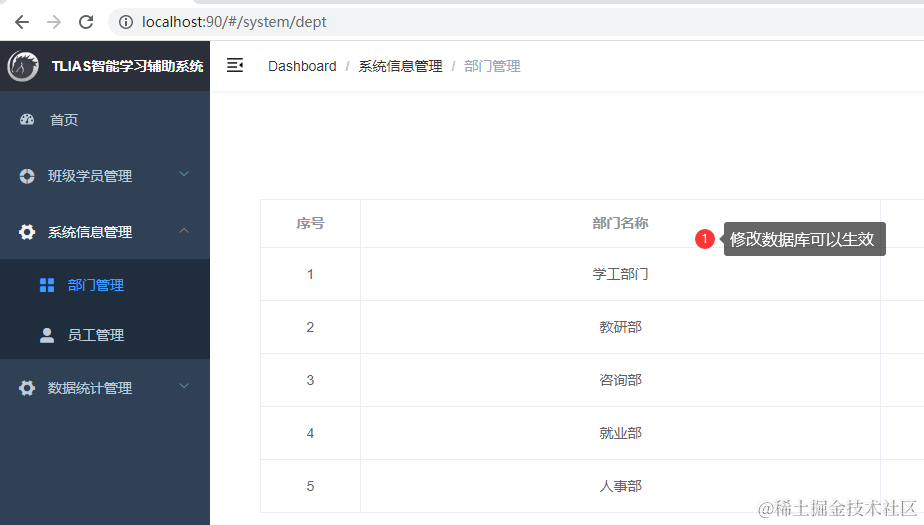 localhost:90/#/system/dept
TLIAS智能学习辅助系统
Dashboard / 系统信息管理 / 部门管理
首页
班级学员管理
系统信息管理
部门管理
员工管理
数据统计管理
序号 部门名称
1 修改数据库可以生效
1 学工部门
2 教研部
3 咨询部
4 就业部
5 人事部
@稀土掘金技术社区